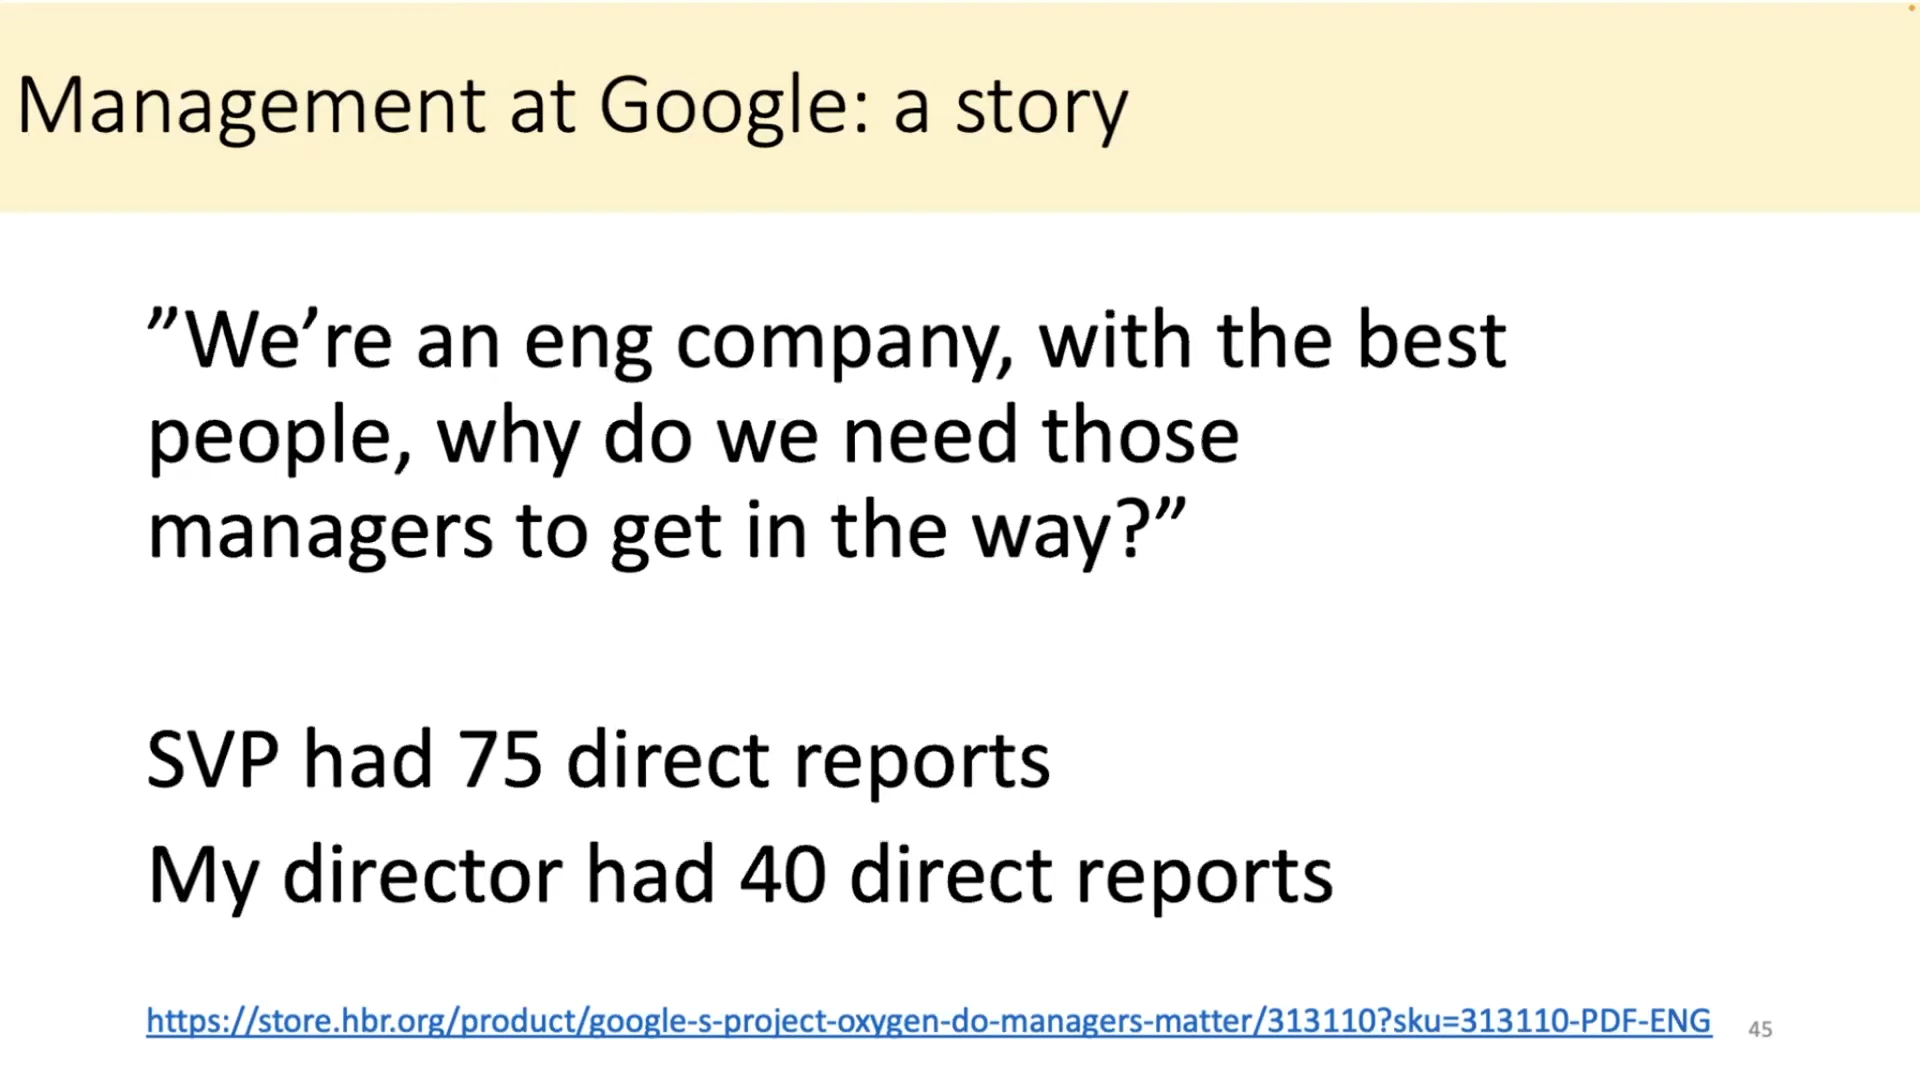 Management at Google: a story
”We’re an eng company, with the best
people, why do we need those
managers to get in the way?”
SVP had 75 direct reports
My director had 40 direct reports
https://store.hbr.org/product/google-s-project-oxygen-do-managers-matter/313110?sku=313110-PDF-ENG
45